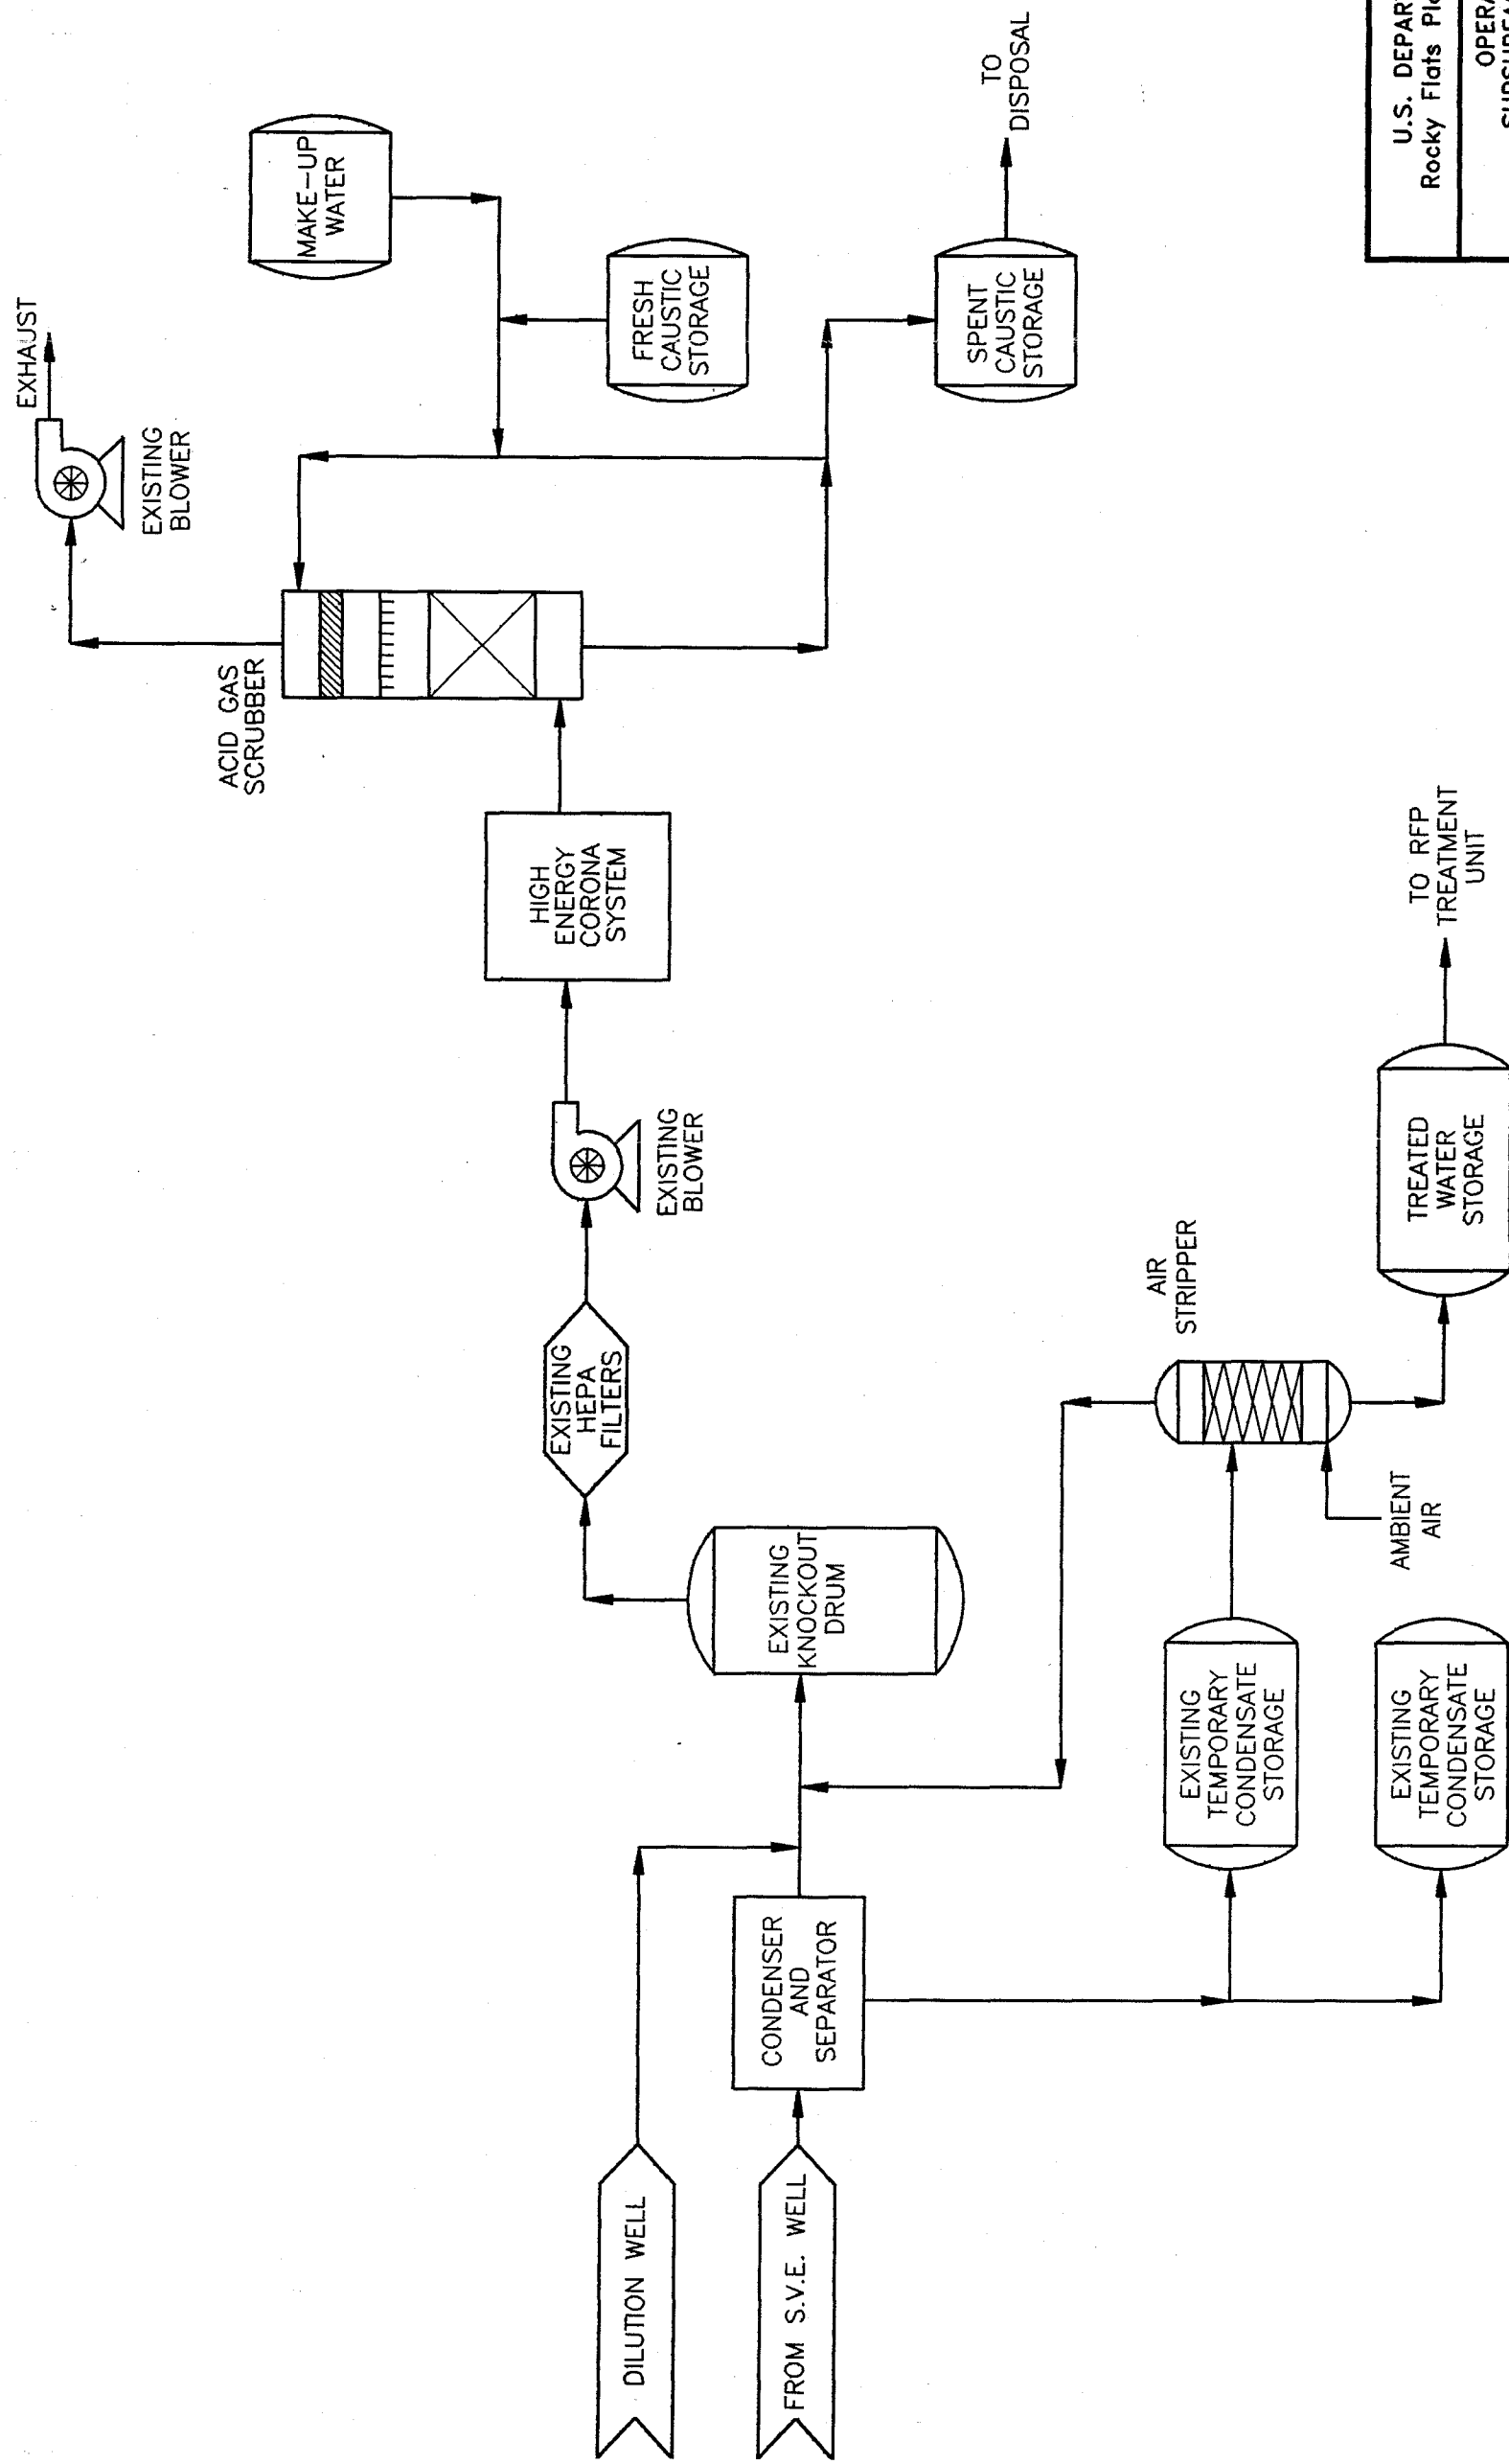 EXHAUST
EXISTING
BLOWER
MAKE-UP
WATER
ACID GAS
SCRUBBER
FRESH
CAUSTIC
STORAGE
SPENT
CAUSTIC
STORAGE
TO
DISPOSAL
HIGH
ENERGY
CORONA
SYSTEM
EXISTING
BLOWER
EXISTING
HEPA
FILTERS
EXISTING
KNOCKOUT
DRUM
DILUTION WELL
FROM S.V.E. WELL
CONDENSER
AND
SEPARATOR
AIR
STRIPPER
AMBIENT
AIR
EXISTING
TEMPORARY
CONDENSATE
STORAGE
EXISTING
TEMPORARY
CONDENSATE
STORAGE
TREATED
WATER
STORAGE
TO RFP
TREATMENT
UNIT
U.S. DEPAR
Rocky Flats